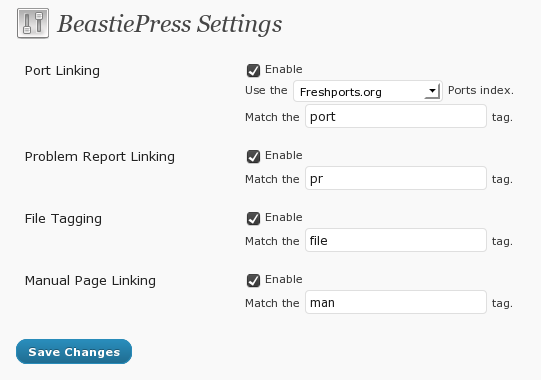 BeastiePress Settings
Port Linking
Enable
Use the Freshports.org Ports index.
Match the port tag.
Problem Report Linking
Enable
Match the pr tag.
File Tagging
Enable
Match the file tag.
Manual Page Linking
Enable
Match the man tag.
Save Changes